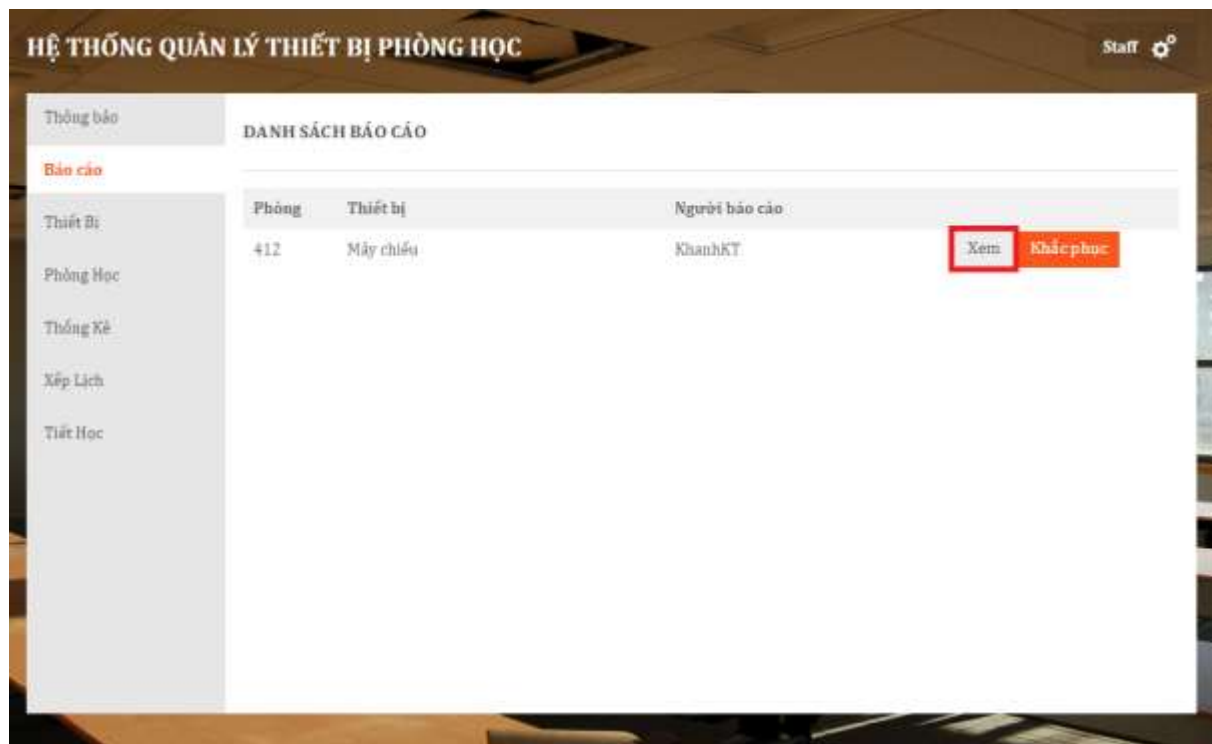 HỆ THỐNG QUẢN LÝ THIẾT BỊ PHÒNG HỌC
Staff
Thông báo
Báo cáo
Thiết Bị
Phòng Học
Thống Kê
Xếp Lịch
Tiết Học
DANH SÁCH BÁO CÁO
Phòng Thiết bị Người báo cáo
412 Máy chiếu KhanhKT Xem Khắc phục